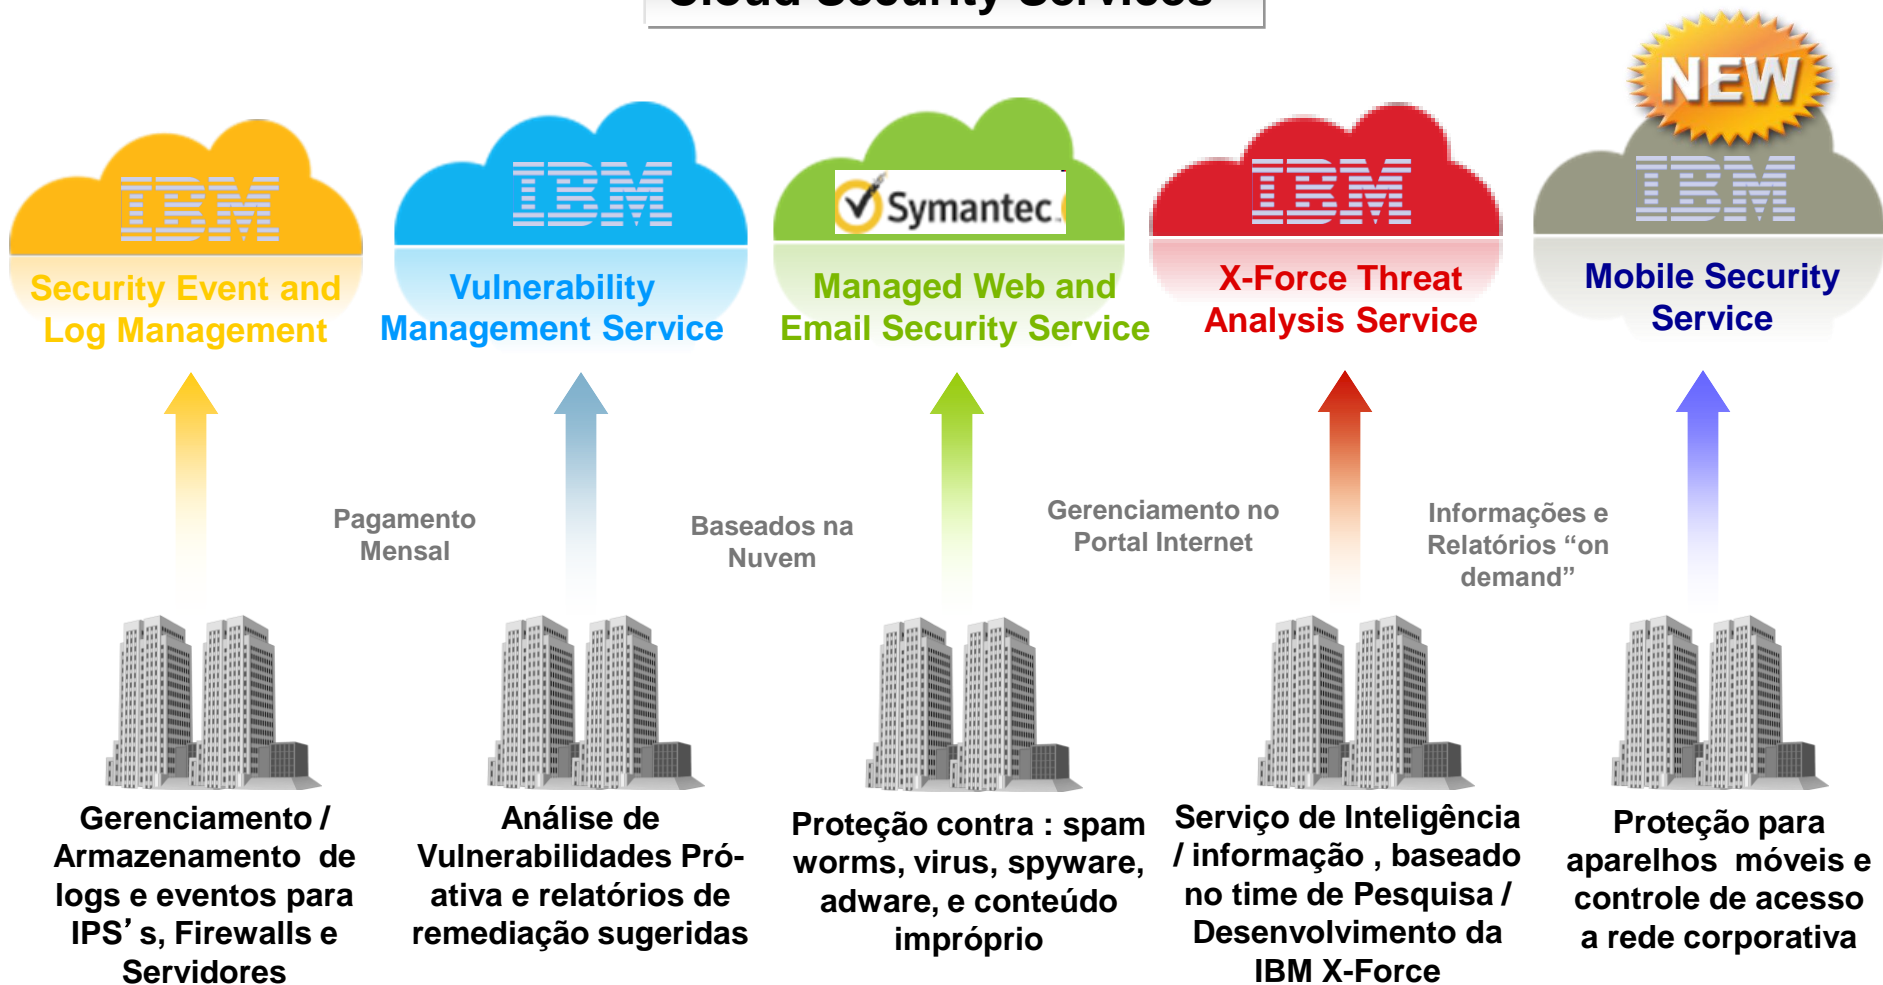 Cloud Security Services
NEW
IBM
IBM
Symantec.
IBM
IBM
Security Event and
Log Management
Vulnerability
Management Service
Managed Web and
Email Security Service
X-Force Threat
Analysis Service
Mobile Security
Service
Pagamento
Mensal
Baseados na
Nuvem
Gerenciamento no
Portal Internet
Informações e
Relatórios “on
demand”
Gerenciamento /
Armazenamento de
logs e eventos para
IPS’ s, Firewalls e
Servidores
Análise de
Vulnerabilidades Pró-
ativa e relatórios de
remediação sugeridas
Proteção contra : spam
worms, virus, spyware,
adware, e conteúdo
impróprio
Serviço de Inteligência
/ informação , baseado
no time de Pesquisa /
Desenvolvimento da
IBM X-Force
Proteção para
aparelhos móveis e
controle de acesso
a rede corporativa